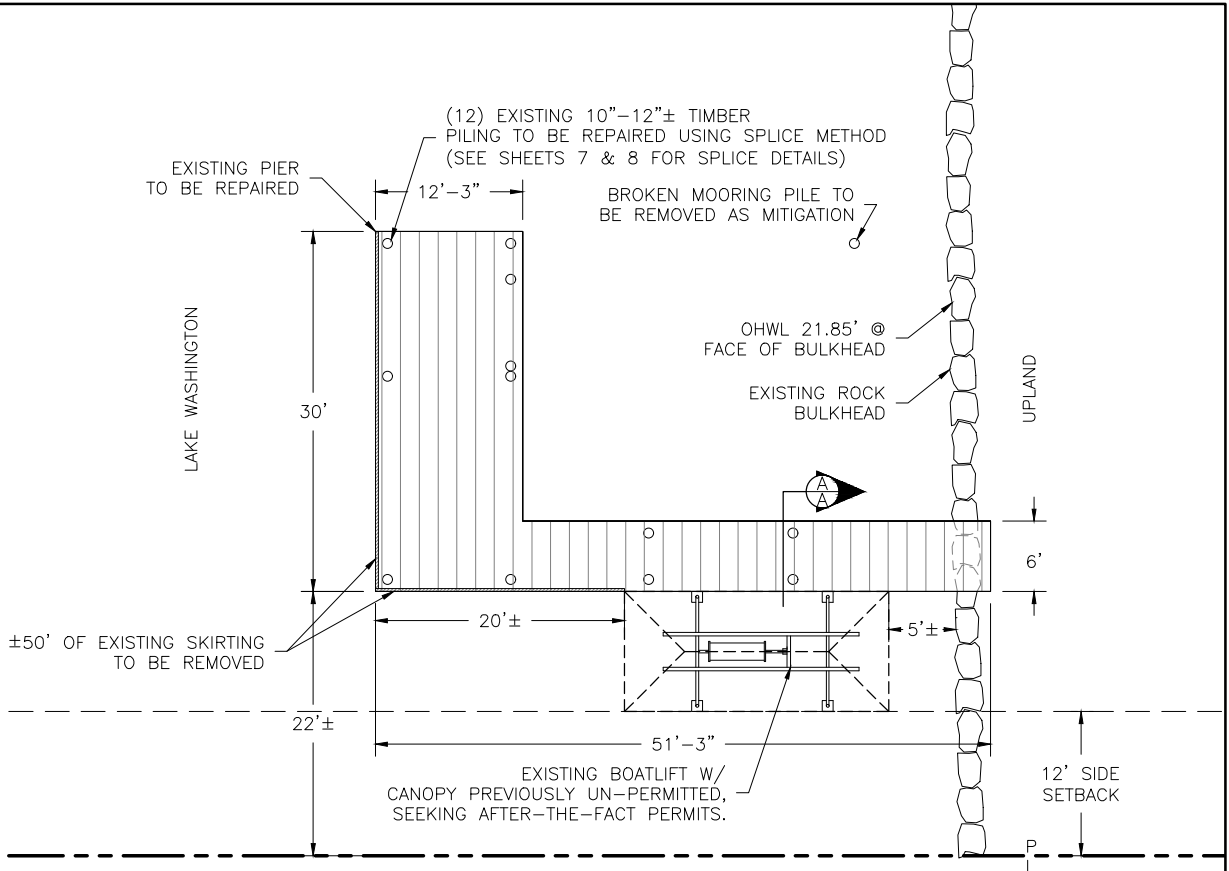 (12) EXISTING 10"-12"± TIMBER
PILING TO BE REPAIRED USING SPLICE METHOD
(SEE SHEETS 7 & 8 FOR SPLICE DETAILS)
EXISTING PIER
TO BE REPAIRED
12'-3"
BROKEN MOORING PILE TO
BE REMOVED AS MITIGATION
LAKE WASHINGTON
OHWL 21.85' @
FACE OF BULKHEAD
EXISTING ROCK
BULKHEAD
UPLAND
30'
A
A
6'
20'±
5'±
±50' OF EXISTING SKIRTING
TO BE REMOVED
22'±
51'-3"
EXISTING BOATLIFT W/
CANOPY PREVIOUSLY UN-PERMITTED,
SEEKING AFTER-THE-FACT PERMITS.
12' SIDE
SETBACK
P